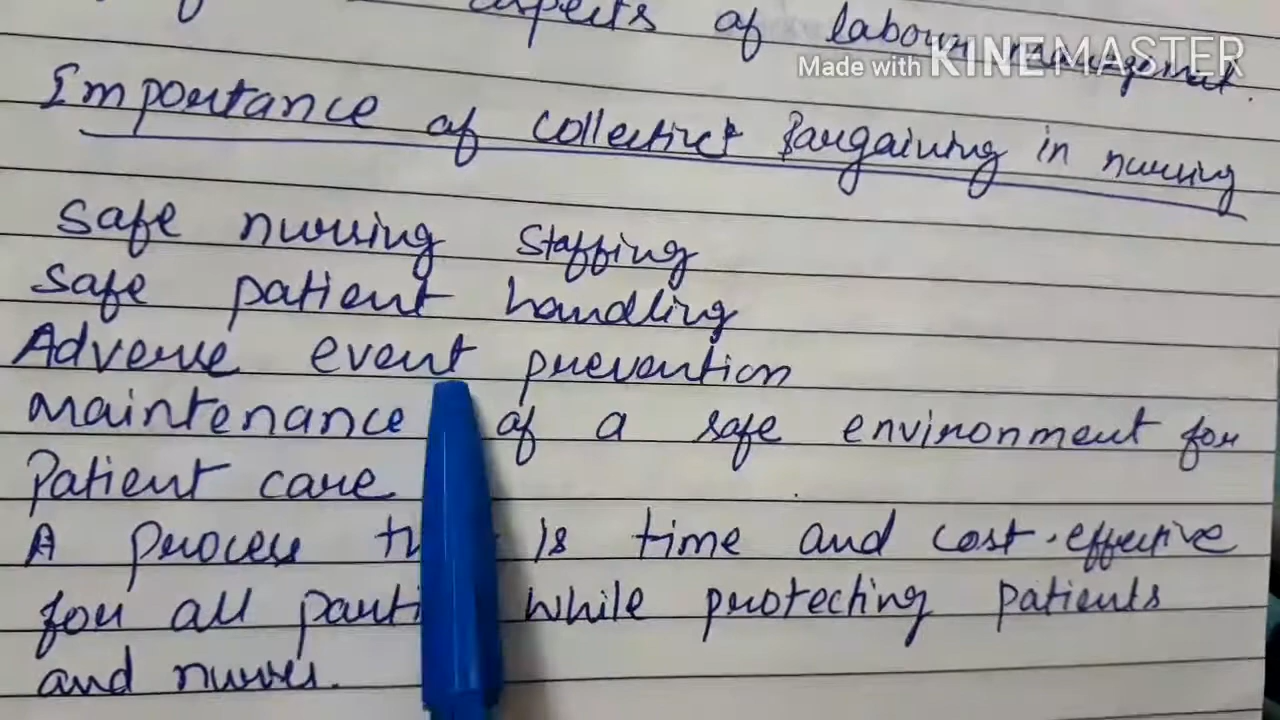 aspects of labour management.
Made with KINEMASTER
Importance of collective Bargaining in nursing
Safe nursing staffing
Safe patient handling
Adverse event prevention
maintenance of a safe environment for
Patient care
A process is time and cost-effective
for all while protecting patients
and nurses.